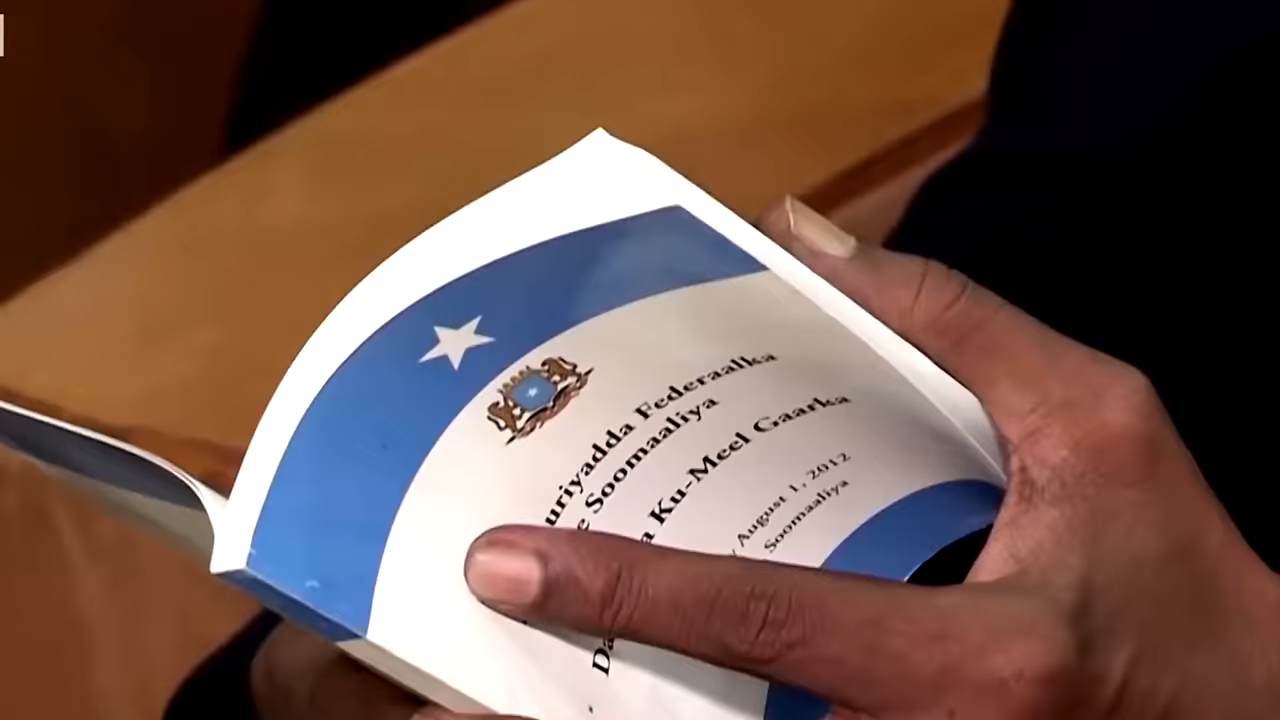 uriyadda Federaalka
e Soomaaliya
Da a Ku-Meel Gaarka
August 1, 2012
Soomaaliya